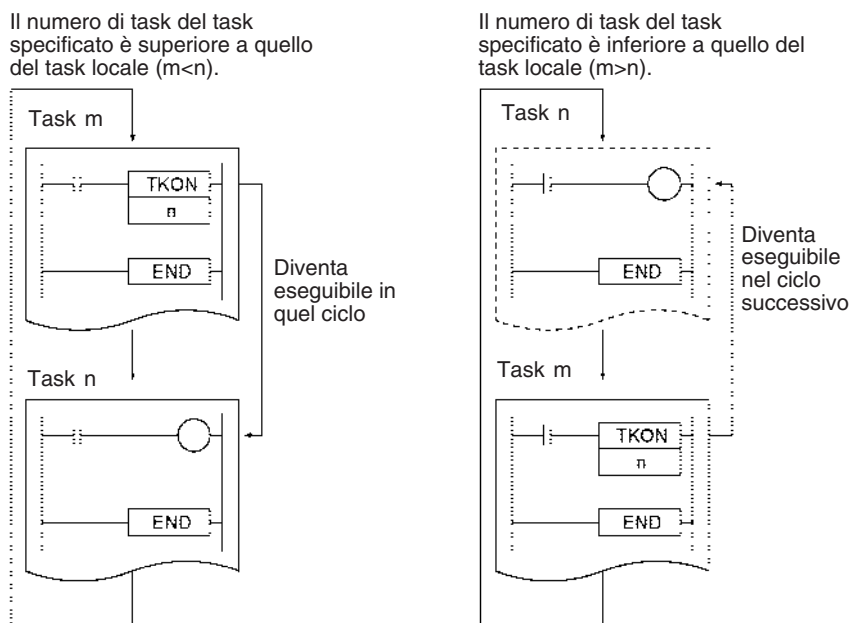 Il numero di task del task
specificato è superiore a quello
del task locale (m<n).
Task m
TKON
n
END
Diventa
eseguibile in
quel ciclo
Task n
END
Il numero di task del task
specificato è inferiore a quello del
task locale (m>n).
Task n
END
Diventa
eseguibile
nel ciclo
successivo
Task m
TKON
n
END